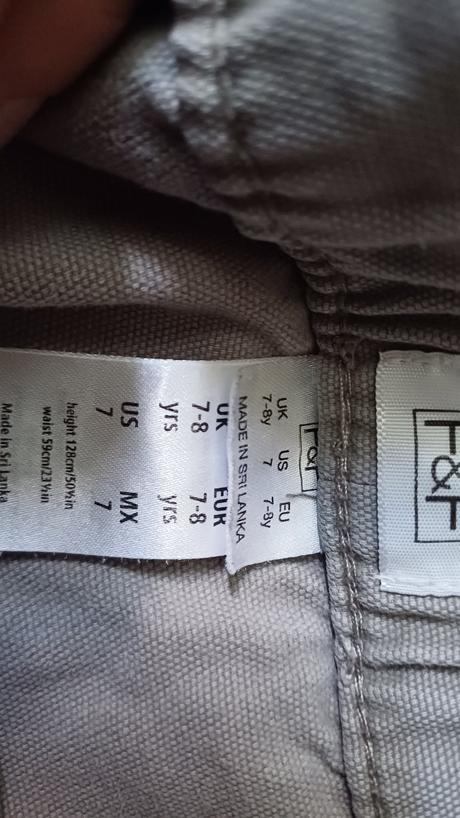 F&F
F&F
UK US EU
7-8y 7 7-8y
MADE IN SRI LANKA
UK EUR
7-8 7-8
yrs yrs
US MX
7 7
height 128cm/50½in
waist 59cm/23¼in
Made in Sri Lanka